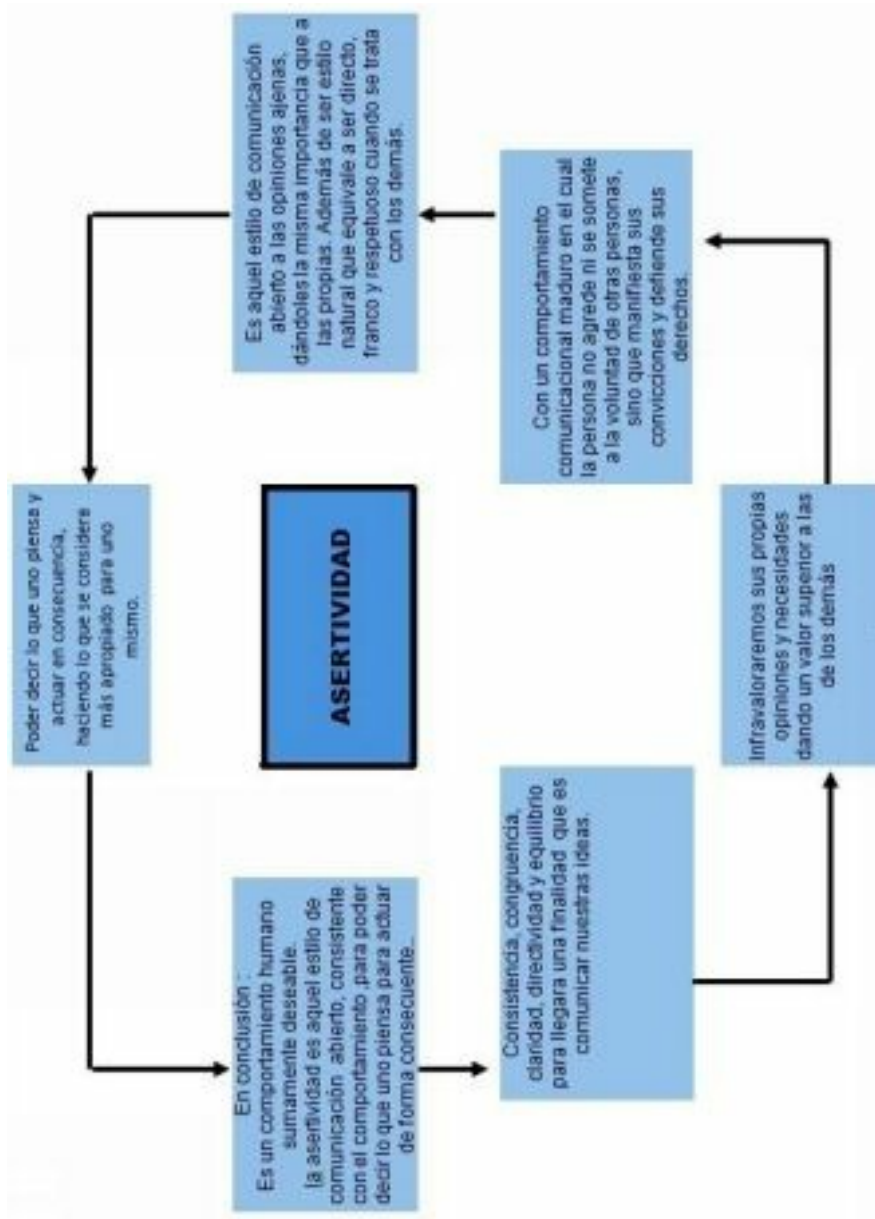 Poder decir lo que uno piensa y
actuar en consecuencia,
haciendo lo que se considere
más apropiado para uno
mismo.
En conclusión :
Es un comportamiento humano
sumamente deseable.
la asertividad es aquel estilo de
comunicación abierto, consistente
con el comportamiento ,para poder
decir lo que uno piensa para actuar
de forma consecuente..
ASERTIVIDAD
Es aquel estilo de comunicación
abierto a las opiniones ajenas,
dándoles la misma importancia que a
las propias. Además de ser estilo
natural que equivale a ser directo,
franco y respetuoso cuando se trata
con los demás.
Consistencia, congruencia,
claridad, directividad y equilibrio
para llegara una finalidad que es
comunicar nuestras ideas.
Con un comportamiento
comunicacional maduro en el cual
la persona no agrede ni se somete
a la voluntad de otras personas,
sino que manifiesta sus
convicciones y defiende sus
derechos.
Infravaloraremos sus propias
opiniones y necesidades
dando un valor superior a las
de los demás